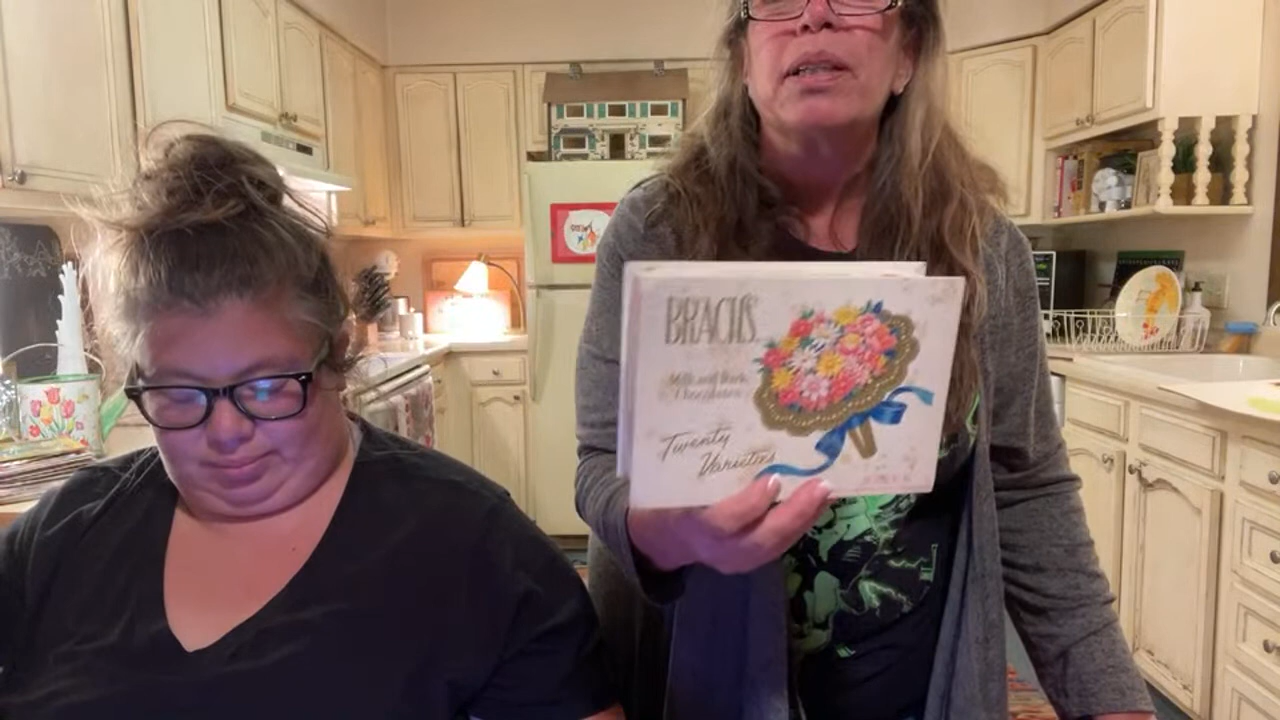 BRACH'S
Milk and Dark
Chocolates
Twenty
Varieties